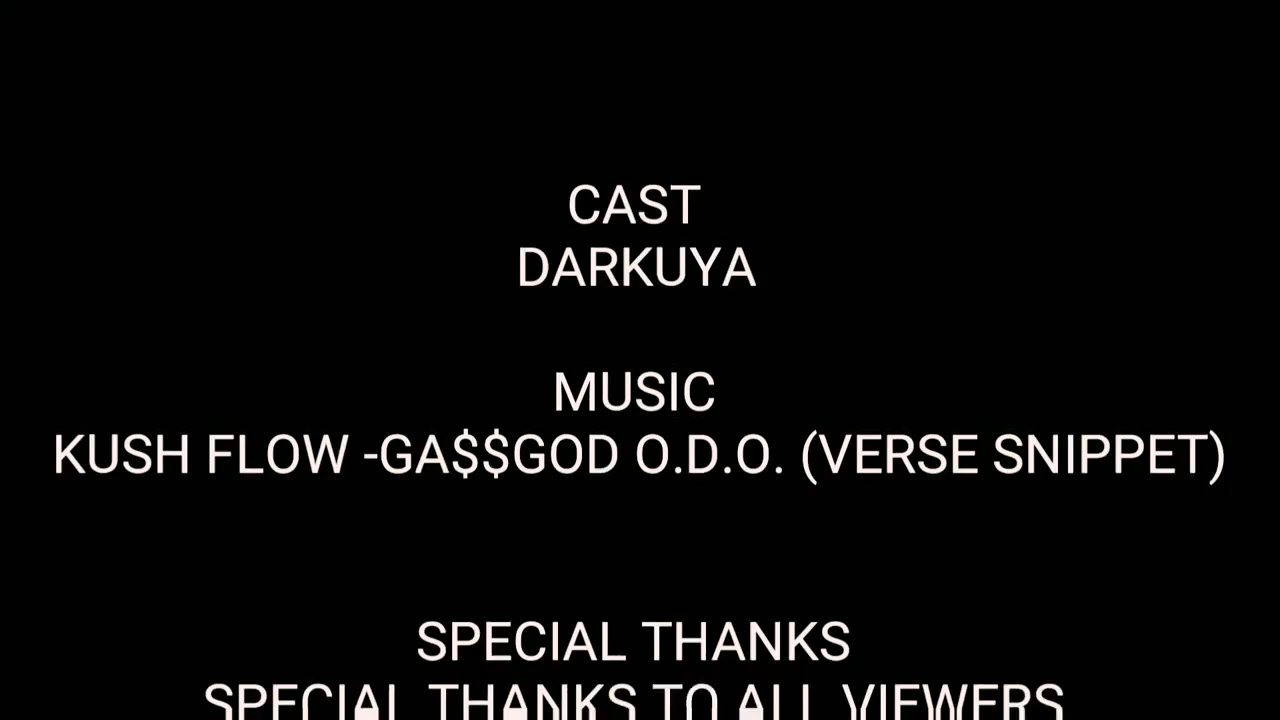 CAST
DARKUYA
MUSIC
KUSH FLOW -GA$$GOD O.D.O. (VERSE SNIPPET)
SPECIAL THANKS
SPECIAL THANKS TO ALL VIEWERS